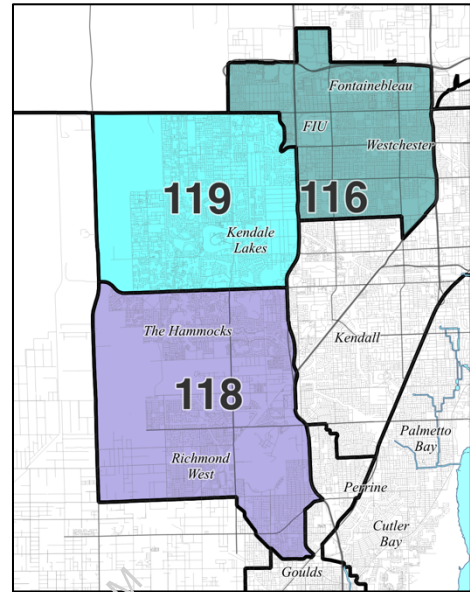 Fontainebleau
FIU
Westchester
119
116
Kendale
Lakes
The Hammocks
Kendall
118
Palmetto
Bay
Richmond
West
Perrine
Cutler
Bay
Goulds